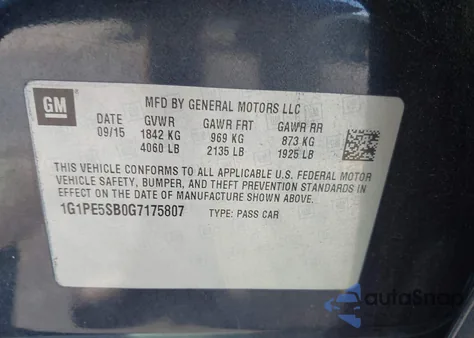 GM
MFD BY GENERAL MOTORS LLC
DATE GVWR GAWR FRT GAWR RR
09/15 1842 KG 969 KG 873 KG
4060 LB 2135 LB 1925 LB
THIS VEHICLE CONFORMS TO ALL APPLICABLE U.S. FEDERAL MOTOR
VEHICLE SAFETY, BUMPER, AND THEFT PREVENTION STANDARDS IN
EFFECT ON THE DATE OF MANUFACTURE SHOWN ABOVE.
1G1PE5SB0G7175807 TYPE: PASS CAR
autoSnap